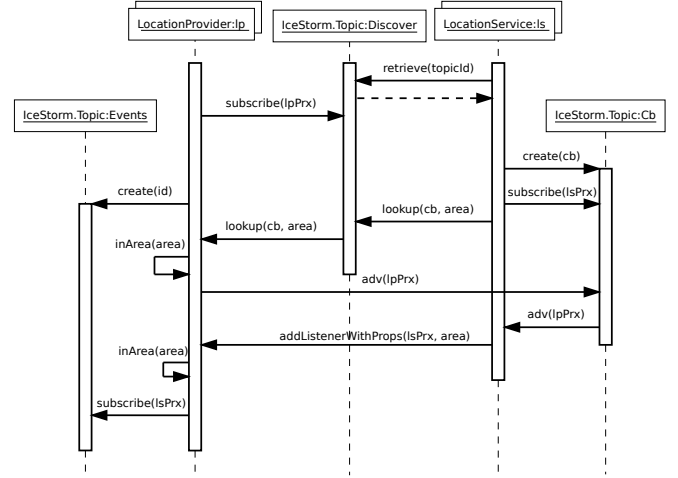 LocationProvider:lp
IceStorm.Topic:Discover
LocationService:ls
retrieve(topicId)
subscribe(lpPrx)
IceStorm.Topic:Events
IceStorm.Topic:Cb
create(cb)
create(id)
subscribe(lsPrx)
lookup(cb, area)
lookup(cb, area)
inArea(area)
adv(lpPrx)
adv(lpPrx)
addListenerWithProps(lsPrx, area)
inArea(area)
subscribe(lsPrx)